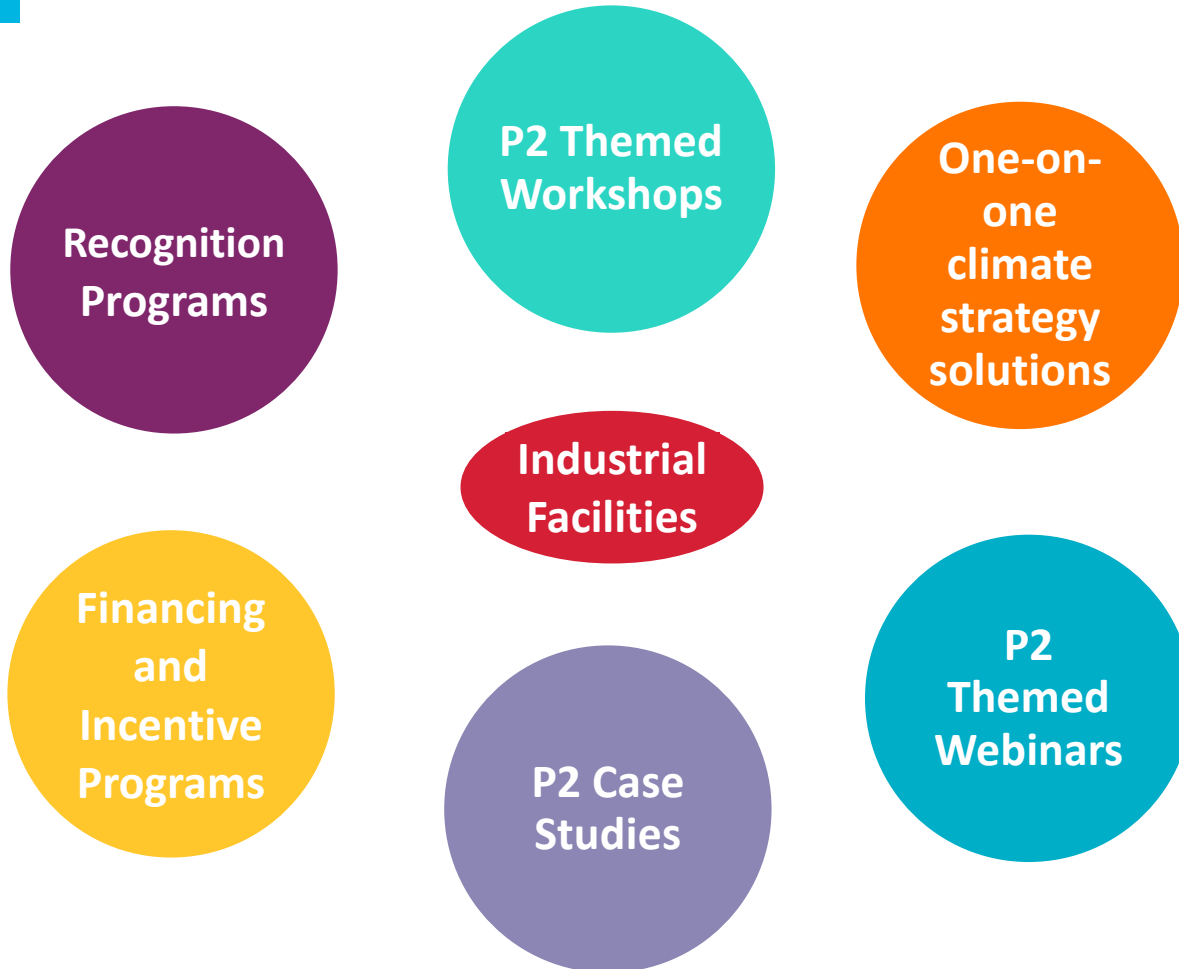 P2 Themed
Workshops
One-on-
one
climate
strategy
solutions
Recognition
Programs
Industrial
Facilities
Financing
and
Incentive
Programs
P2
Themed
Webinars
P2 Case
Studies